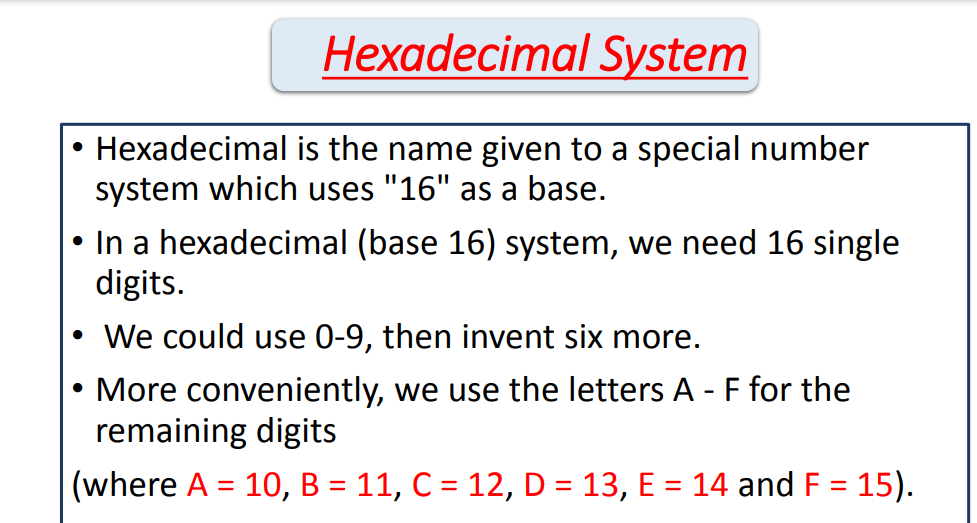 Hexadecimal System
• Hexadecimal is the name given to a special number
system which uses "16" as a base.
• In a hexadecimal (base 16) system, we need 16 single
digits.
• We could use 0-9, then invent six more.
• More conveniently, we use the letters A - F for the
remaining digits
(where A = 10, B = 11, C = 12, D = 13, E = 14 and F = 15).